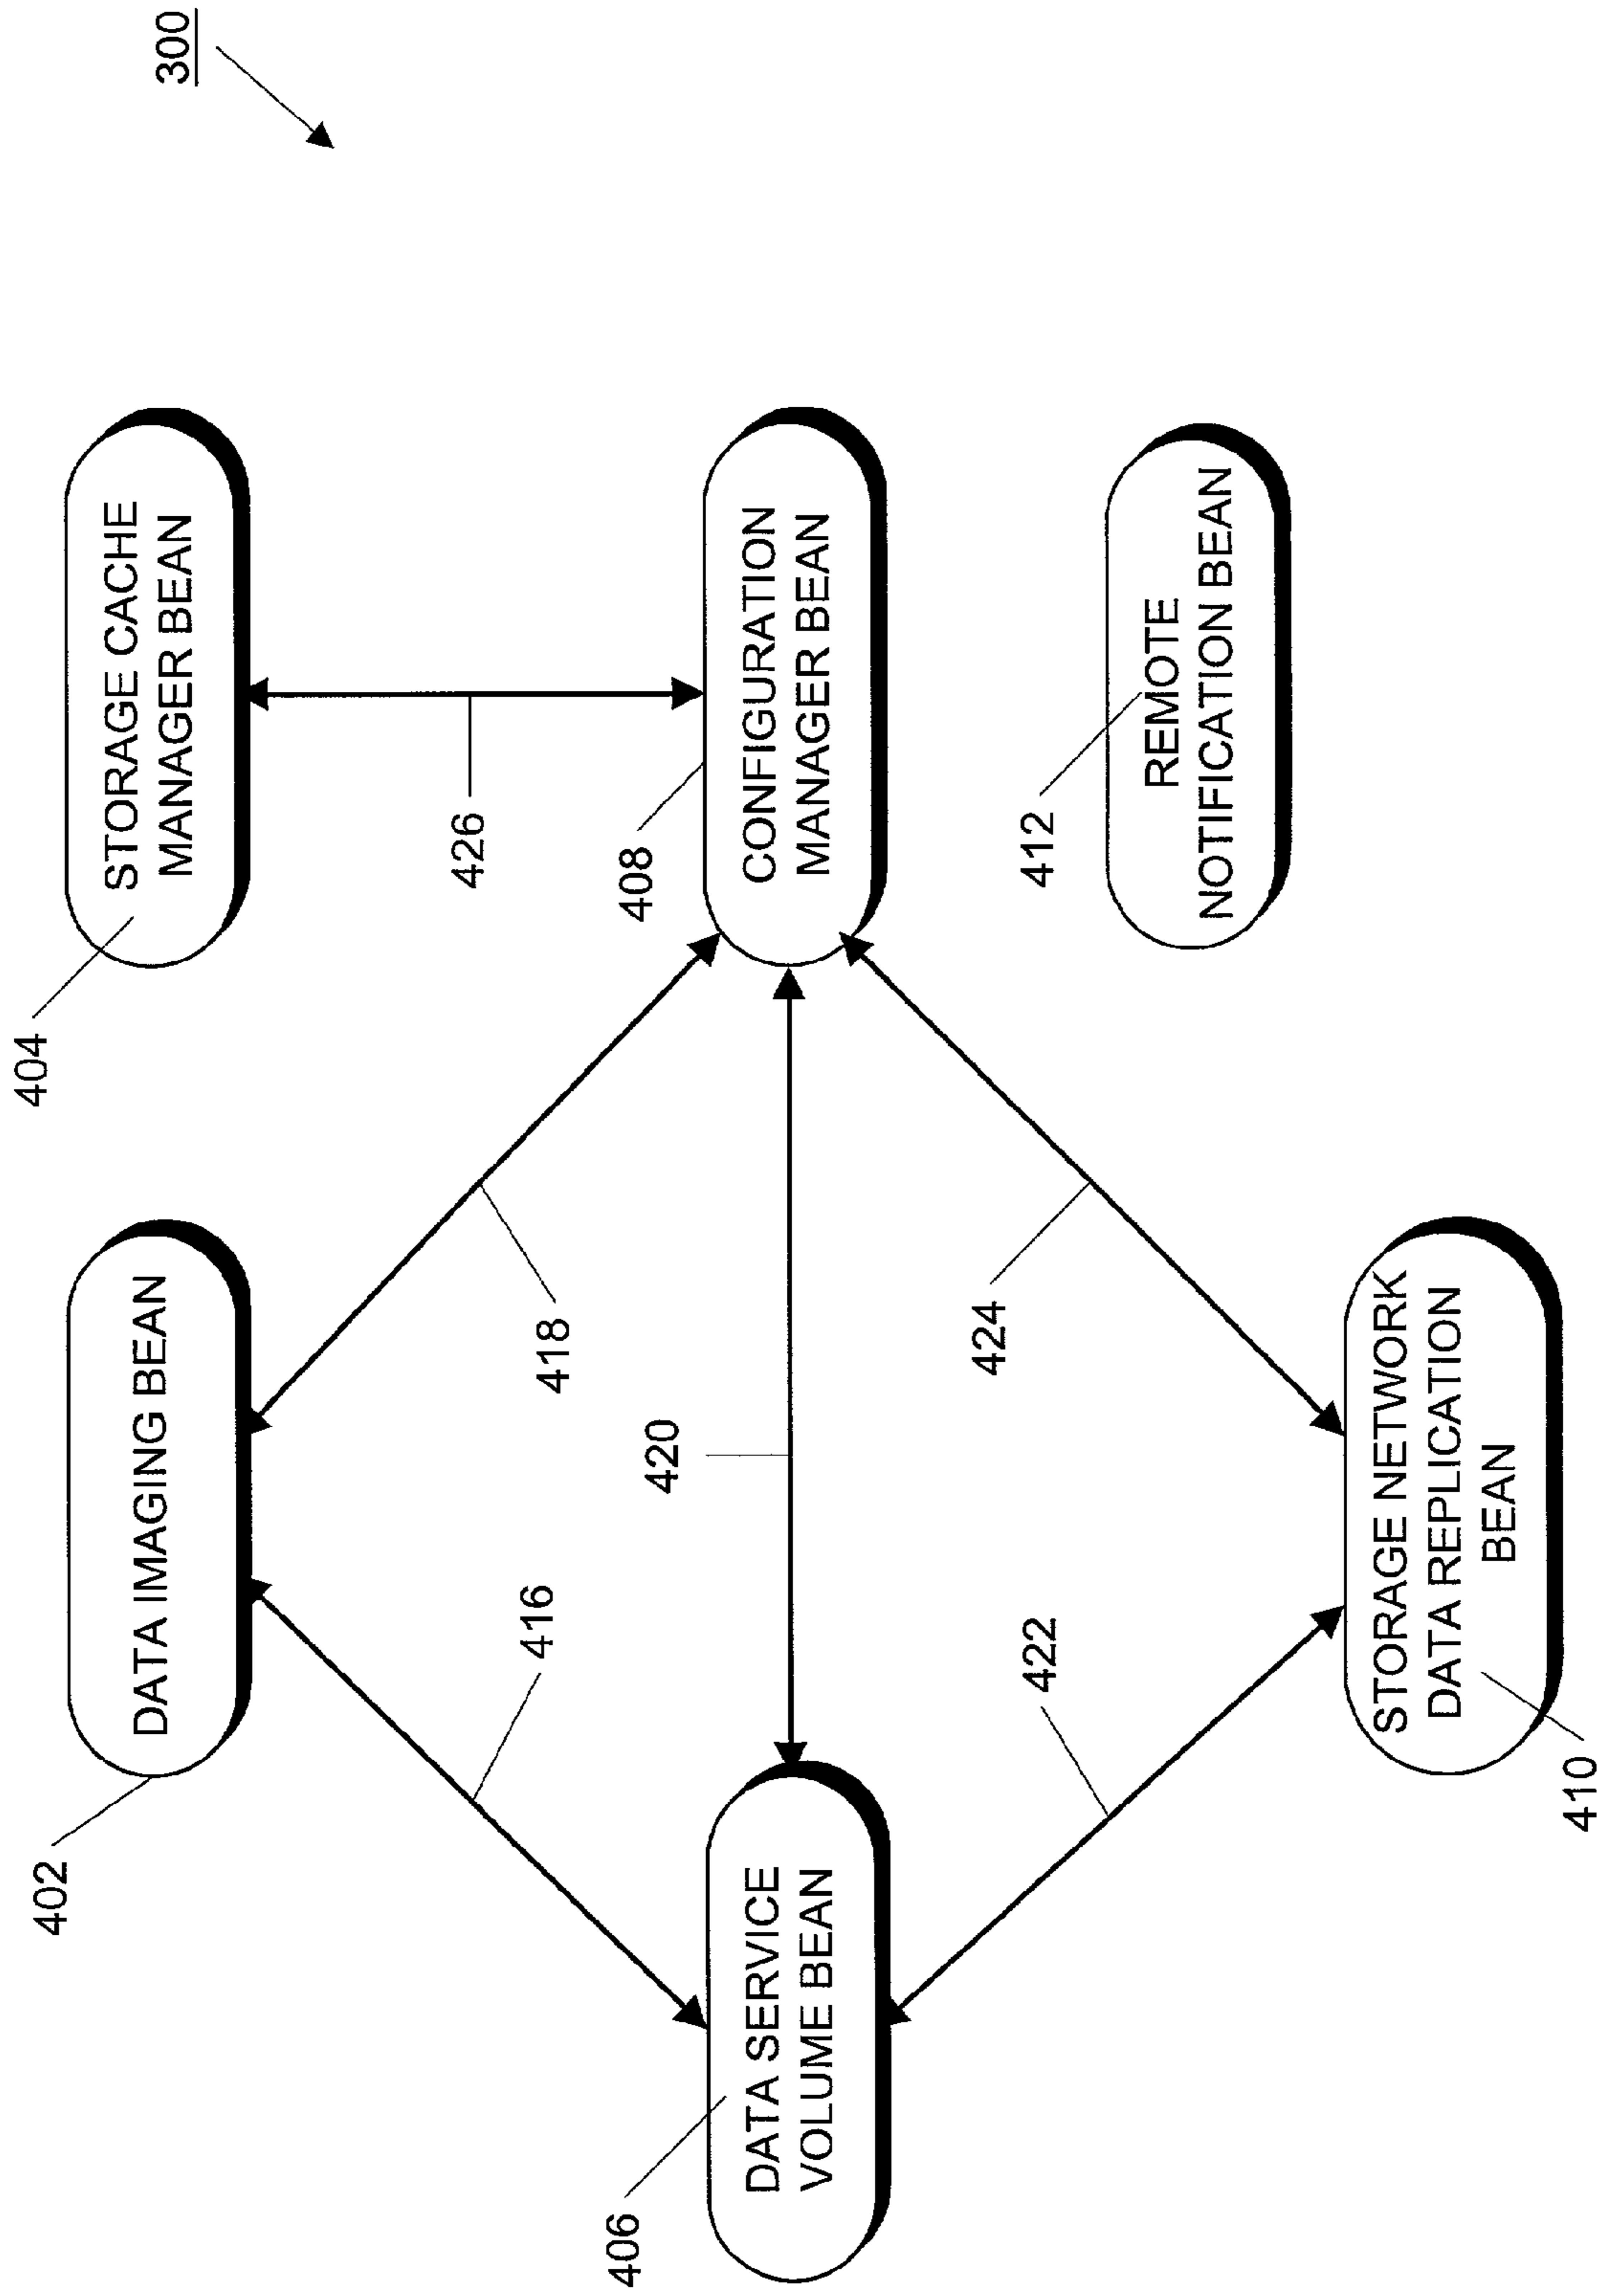 300
402
DATA IMAGING BEAN
404
STORAGE CACHE
MANAGER BEAN
416
418
426
406
DATA SERVICE
VOLUME BEAN
420
408
CONFIGURATION
MANAGER BEAN
422
424
412
REMOTE
NOTIFICATION BEAN
410
STORAGE NETWORK
DATA REPLICATION
BEAN